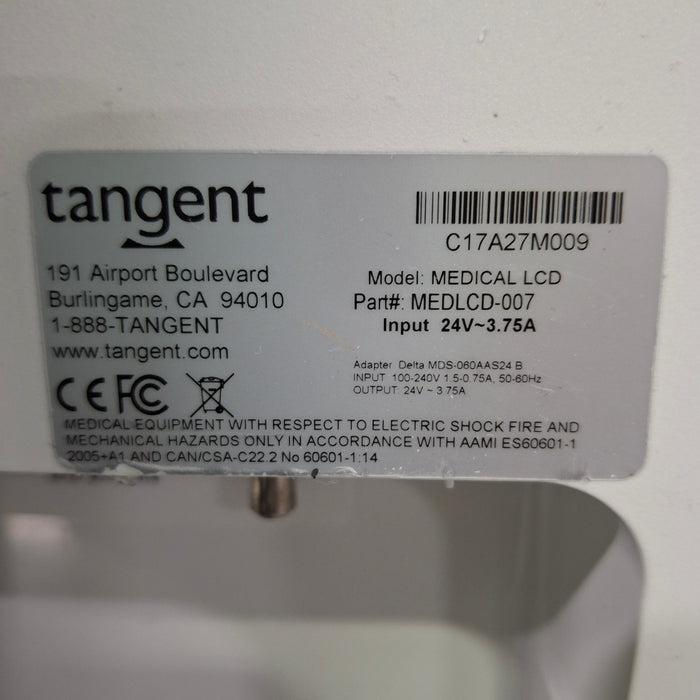 tangent
191 Airport Boulevard
Burlingame, CA 94010
1-888-TANGENT
www.tangent.com
C17A27M009
Model: MEDICAL LCD
Part#: MEDLCD-007
Input 24V~3.75A
Adapter Delta MDS-060AAS24 B
INPUT 100-240V 1.5-0.75A, 50-60Hz
OUTPUT 24V ~ 3.75A
CE FC
MEDICAL EQUIPMENT WITH RESPECT TO ELECTRIC SHOCK FIRE AND
MECHANICAL HAZARDS ONLY IN ACCORDANCE WITH AAMI ES60601-1
2005+A1 AND CAN/CSA-C22.2 No 60601-1:14